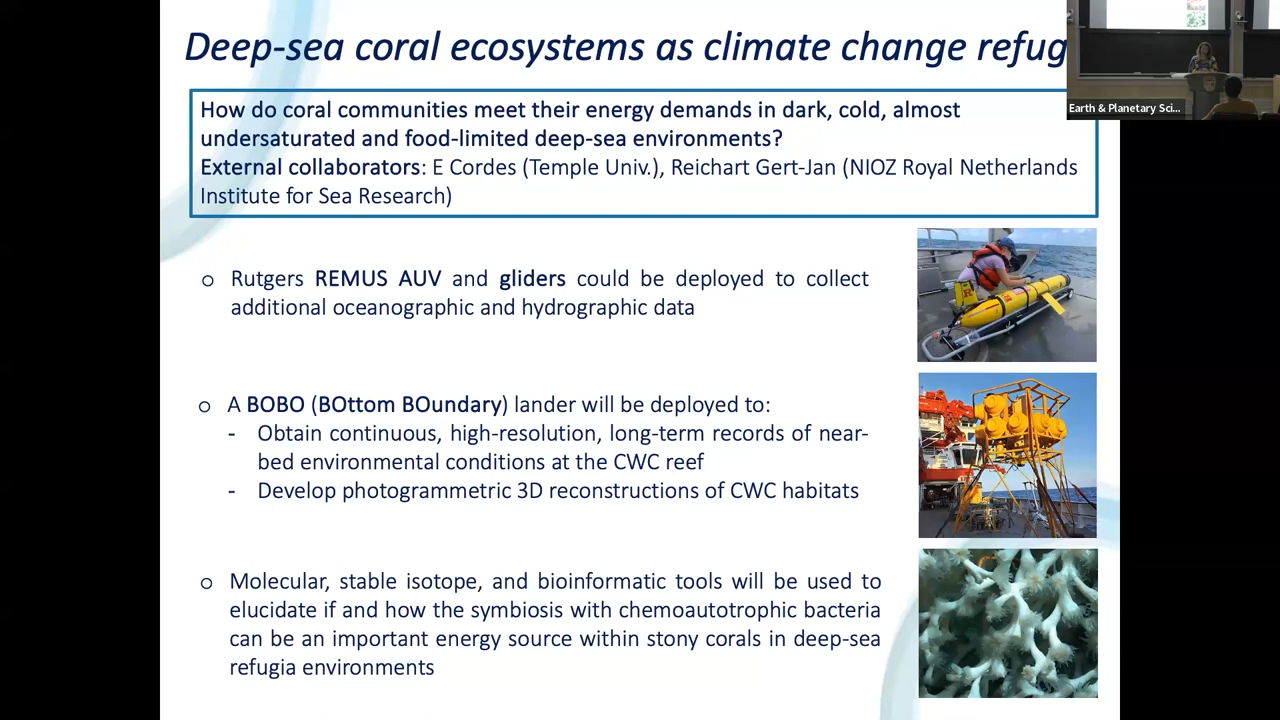 Deep-sea coral ecosystems as climate change refug
Earth & Planetary Sci...
How do coral communities meet their energy demands in dark, cold, almost
undersaturated and food-limited deep-sea environments?
External collaborators: E Cordes (Temple Univ.), Reichart Gert-Jan (NIOZ Royal Netherlands
Institute for Sea Research)
o Rutgers REMUS AUV and gliders could be deployed to collect
additional oceanographic and hydrographic data
o A BOBO (BOttom BOundary) lander will be deployed to:
- Obtain continuous, high-resolution, long-term records of near-
bed environmental conditions at the CWC reef
- Develop photogrammetric 3D reconstructions of CWC habitats
o Molecular, stable isotope, and bioinformatic tools will be used to
elucidate if and how the symbiosis with chemoautotrophic bacteria
can be an important energy source within stony corals in deep-sea
refugia environments